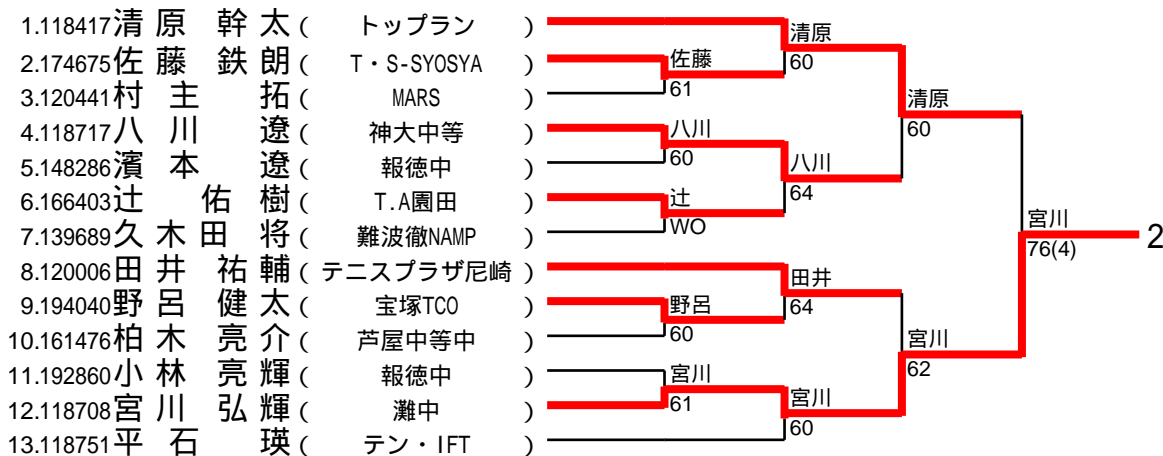 1.118417清原 幹太( トップラン )
2.174675佐藤 鉄朗( T・S-SYOSYA )
3.120441村主 拓( MARS )
4.118717八川 遼( 神大中等 )
5.148286濱本 遼( 報徳中 )
6.166403辻 佑樹( T.A園田 )
7.139689久木田 将( 難波徹NAMP )
8.120006田井 祐輔( テニスプラザ尼崎 )
9.194040野呂 健太( 宝塚TCO )
10.161476柏木 亮介( 芦屋中等中 )
11.192860小林 亮輝( 報徳中 )
12.118708宮川 弘輝( 灘中 )
13.118751平石 瑛( テン・IFT )
佐藤
61
八川
60
辻
WO
野呂
60
宮川
61
清原
60
八川
64
田井
64
宮川
60
清原
60
宮川
62
宮川
76(4)
2